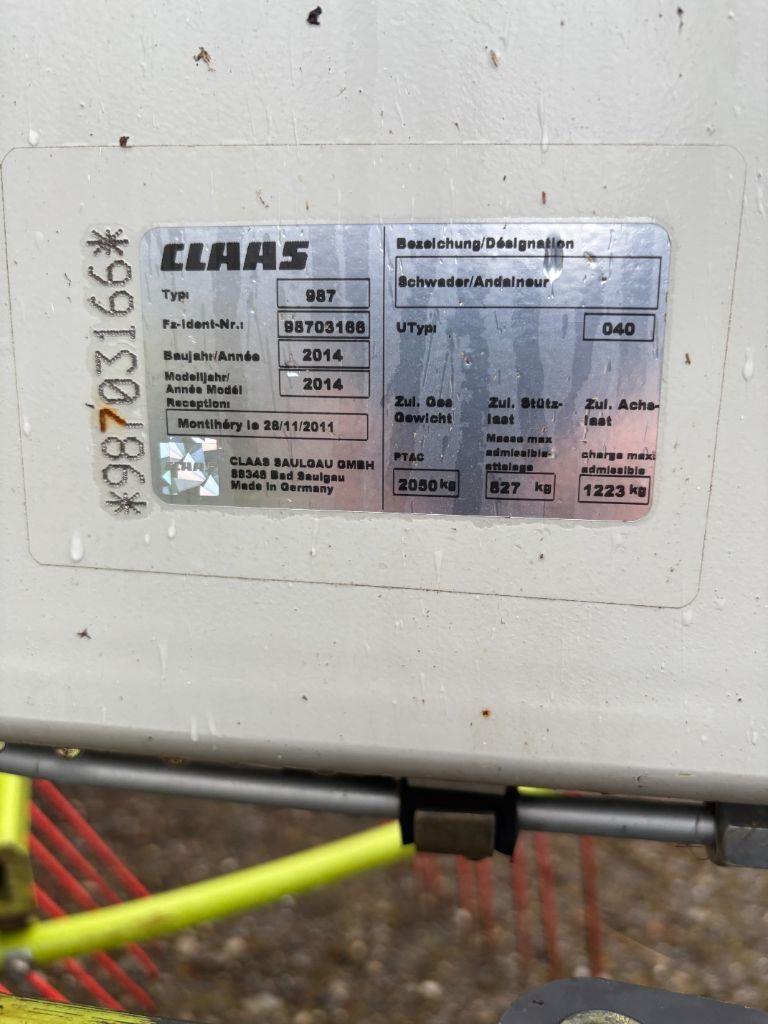 *98703166*
CLAAS
Typ: 987
Fz-Ident-Nr.: 98703166
Baujahr/Année 2014
Modelljahr/
Année Modél 2014
Reception:
Montlhéry le 28/11/2011
CLAAS
CLAAS SAULGAU GMBH
88348 Bad Saulgau
Made in Germany
Bezeichung/Désignation
Schwader/Andaineur
UTyp: 040
Zul. Ges
Gewicht
PTAC
2050 kg
Zul. Stütz-
last
Masse max
admissible-
attelage
827 kg
Zul. Achs-
last
charge max:
admissible
1223 kg